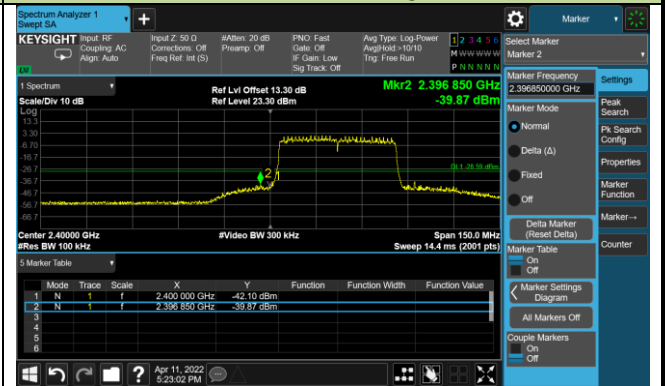 Spectrum Analyzer 1
Swept SA
Marker
KEYSIGHT
Input: RF
Coupling: AC
Align: Auto
Input Z: 50 Ω
Corrections: Off
Freq Ref: Int (S)
#Atten: 20 dB
Preamp: Off
PNO: Fast
Gate: Off
IF Gain: Low
Sig Track: Off
Avg Type: Log-Power
Avg|Hold:>10/10
Trig: Free Run
1 2 3 4 5 6
M W W W W W
P N N N N N
Select Marker
Marker 2
1 Spectrum
Scale/Div 10 dB
Log
Ref Lvl Offset 13.30 dB
Ref Level 23.30 dBm
Mkr2 2.396 850 GHz
-39.87 dBm
13.3
3.30
-6.70
-16.7
-26.7
-36.7
-46.7
-56.7
-66.7
DL1 -26.59 dBm
2
Center 2.40000 GHz
#Res BW 100 kHz
#Video BW 300 kHz
Span 150.0 MHz
Sweep 14.4 ms (2001 pts)
5 Marker Table
Mode Trace Scale X Y Function Function Width Function Value
1 N 1 f 2.400 000 GHz -42.10 dBm
2 N 1 f 2.396 850 GHz -39.87 dBm
3
4
5
6
Marker Frequency
2.396850000 GHz
Marker Mode
Normal
Delta (Δ)
Fixed
Off
Delta Marker
(Reset Delta)
Marker Table
On
Off
Marker Settings
Diagram
All Markers Off
Couple Markers
On
Off
Settings
Peak
Search
Pk Search
Config
Properties
Marker
Function
Marker→
Counter
Apr 11, 2022
5:23:02 PM